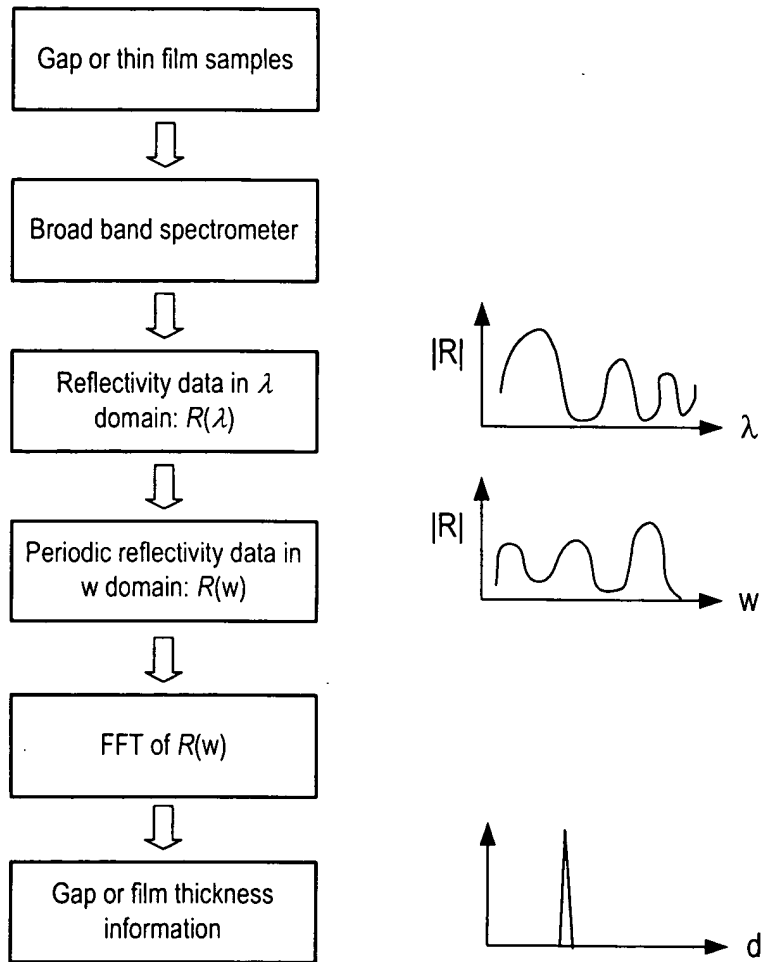 Gap or thin film samples
Broad band spectrometer
Reflectivity data in λ
domain: R(λ)
|R|
λ
Periodic reflectivity data in
w domain: R(w)
|R|
w
FFT of R(w)
Gap or film thickness
information
d